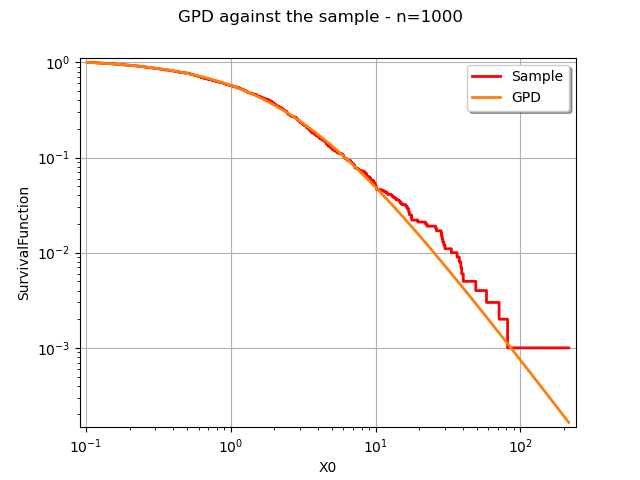 GPD against the sample - n=1000
Sample
GPD
SurvivalFunction
10⁰
10⁻¹
10⁻²
10⁻³
10⁻¹ 10⁰ 10¹ 10²
X0